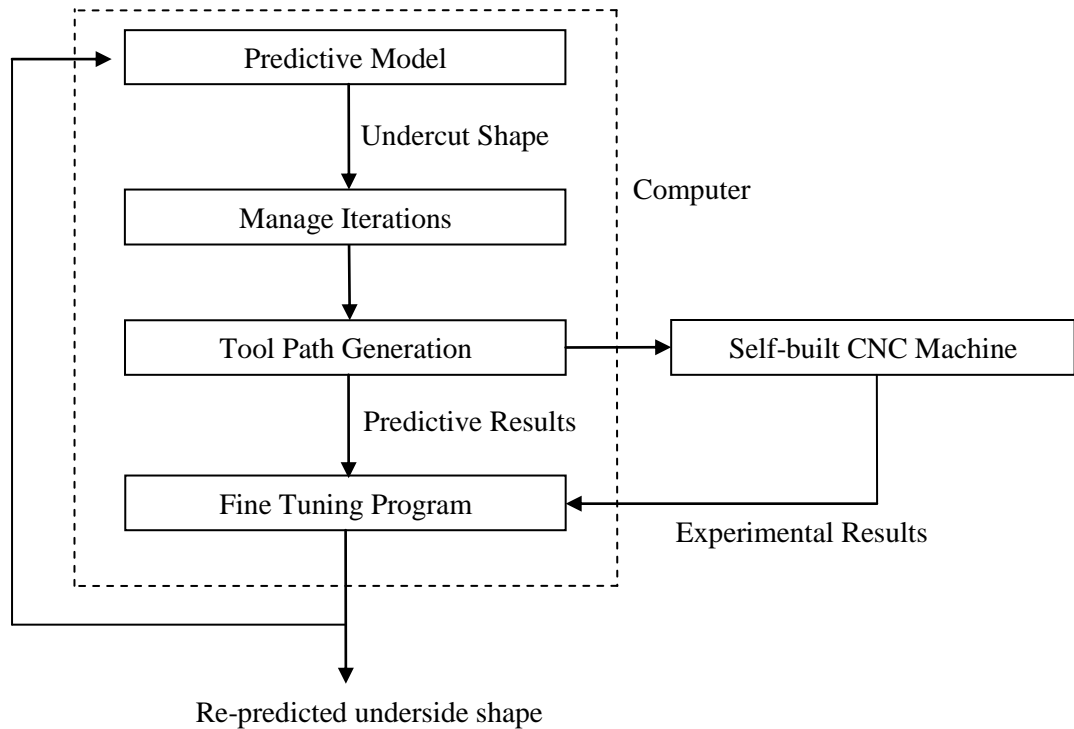 Predictive Model
Undercut Shape
Computer
Manage Iterations
Tool Path Generation
Self-built CNC Machine
Predictive Results
Fine Tuning Program
Experimental Results
Re-predicted underside shape